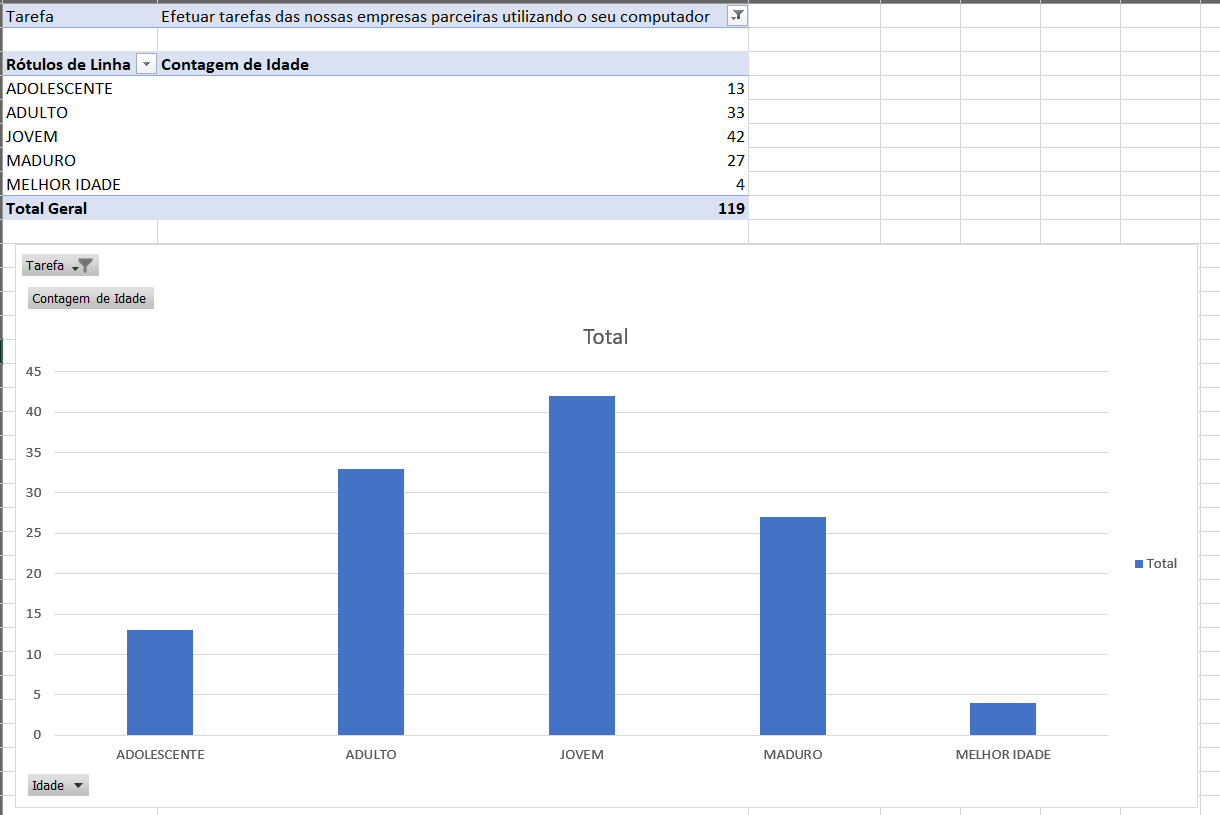 Tarefa Efetuar tarefas das nossas empresas parceiras utilizando o seu computador
Rótulos de Linha Contagem de Idade
ADOLESCENTE 13
ADULTO 33
JOVEM 42
MADURO 27
MELHOR IDADE 4
Total Geral 119
Tarefa
Contagem de Idade
Total
45
40
35
30
25
20
15
10
5
0
Total
ADOLESCENTE ADULTO JOVEM MADURO MELHOR IDADE
Idade